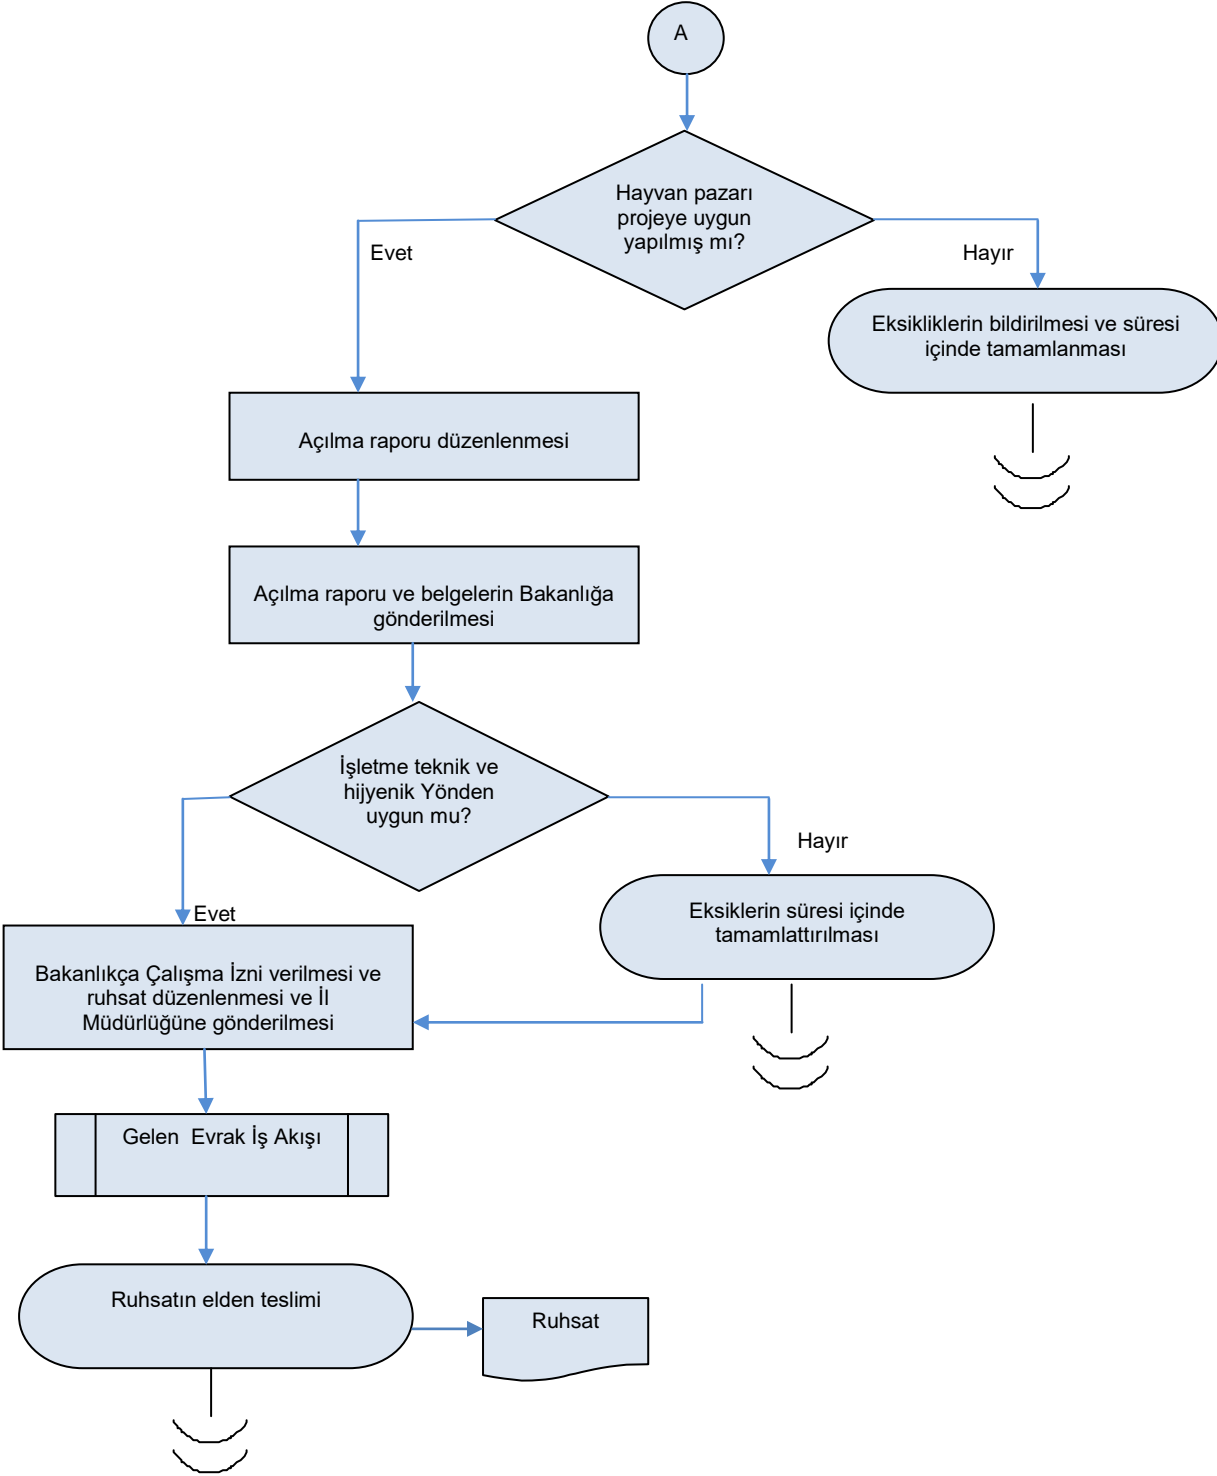 A
Hayvan pazarı
projeye uygun
yapılmış mı?
Evet
Hayır
Eksikliklerin bildirilmesi ve süresi
içinde tamamlanması
Açılma raporu düzenlenmesi
Açılma raporu ve belgelerin Bakanlığa
gönderilmesi
İşletme teknik ve
hijyenik Yönden
uygun mu?
Hayır
Evet
Eksiklerin süresi içinde
tamamlattırılması
Bakanlıkça Çalışma İzni verilmesi ve
ruhsat düzenlenmesi ve İl
Müdürlüğüne gönderilmesi
Gelen  Evrak İş Akışı
Ruhsatın elden teslimi
Ruhsat